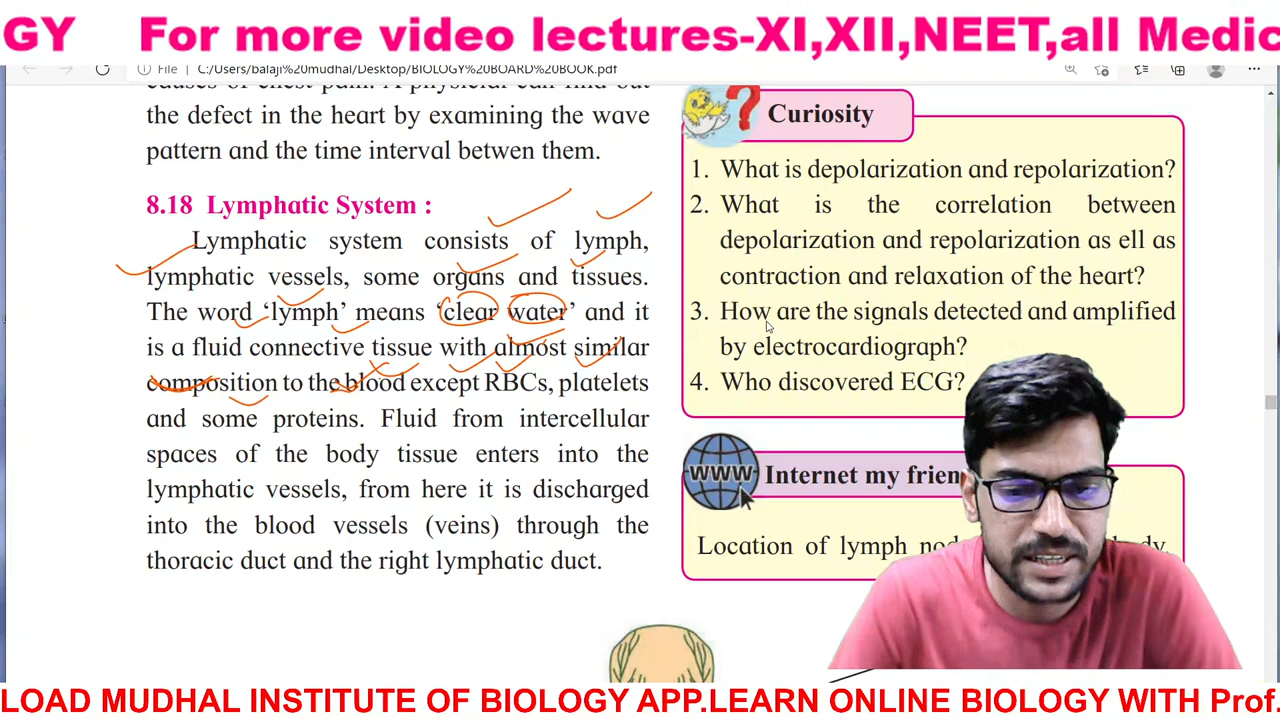 GY For more video lectures-XI,XII,NEET,all Medic
File C:/Users/balaji%20mudhal/Desktop/BIOLOGY%20BOARD%20BOOK.pdf
the defect in the heart by examining the wave
pattern and the time interval betwen them.
8.18 Lymphatic System :
Lymphatic system consists of lymph,
lymphatic vessels, some organs and tissues.
The word ‘lymph’ means ‘clear water’ and it
is a fluid connective tissue with almost similar
composition to the blood except RBCs, platelets
and some proteins. Fluid from intercellular
spaces of the body tissue enters into the
lymphatic vessels, from here it is discharged
into the blood vessels (veins) through the
thoracic duct and the right lymphatic duct.
Curiosity
1. What is depolarization and repolarization?
2. What is the correlation between
depolarization and repolarization as ell as
contraction and relaxation of the heart?
3. How are the signals detected and amplified
by electrocardiograph?
4. Who discovered ECG?
www
Internet my frien
Location of lymph nod
LOAD MUDHAL INSTITUTE OF BIOLOGY APP.LEARN ONLINE BIOLOGY WITH Prof.